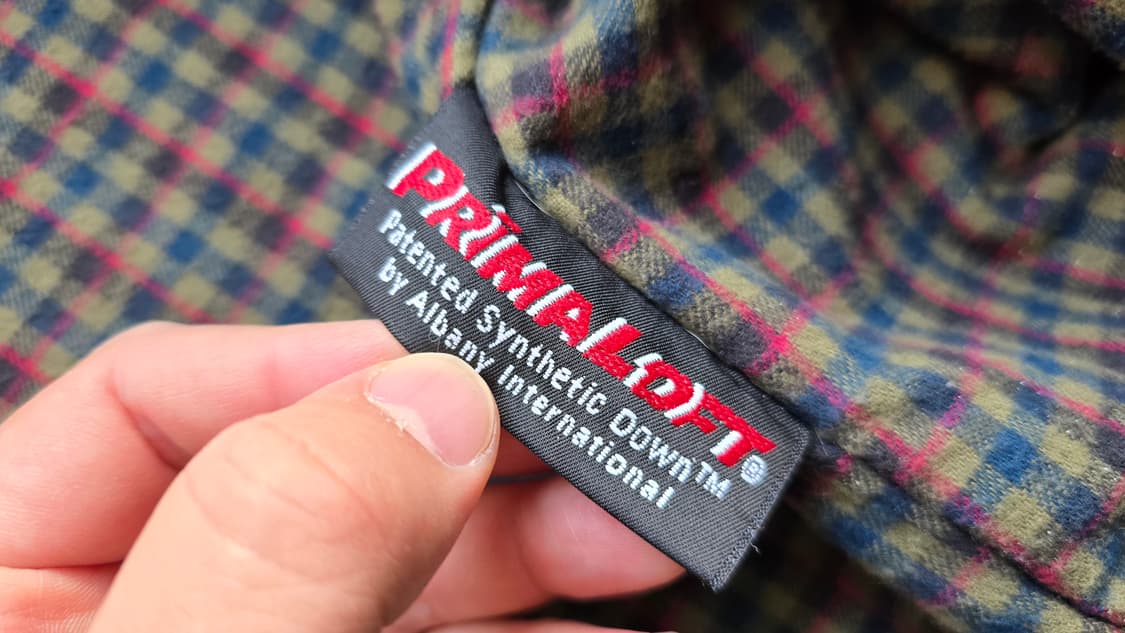 PRIMALOFT®
Patented Synthetic Down™
by Albany International